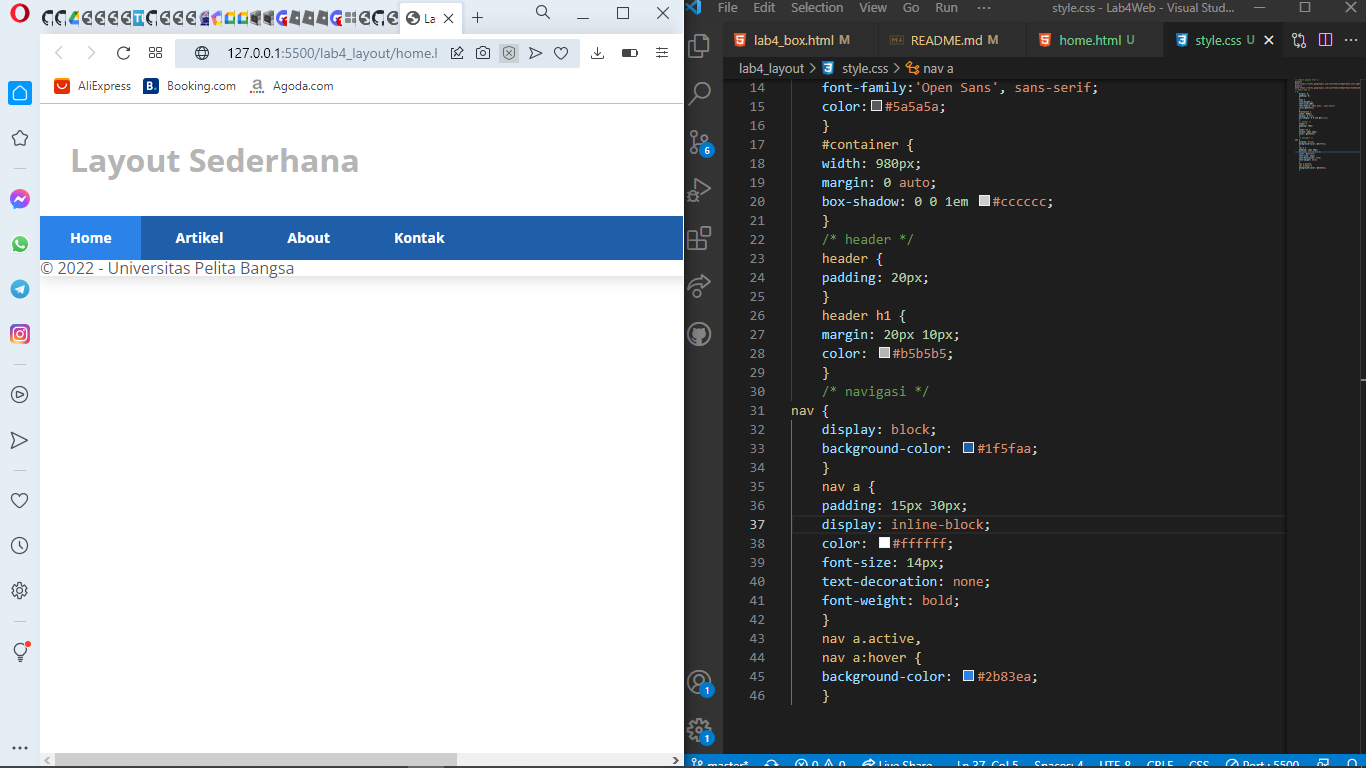 La
127.0.0.1:5500/lab4_layout/home.h
AliExpress
B.
Booking.com
a
Agoda.com
Layout Sederhana
Home
Artikel
About
Kontak
© 2022 - Universitas Pelita Bangsa
File
Edit
Selection
View
Go
Run
···
style.css - Lab4Web - Visual Stud...
lab4_box.html M
README.md M
home.html U
style.css U
lab4_layout > style.css > nav a
14 font-family:'Open Sans', sans-serif;
15 color: #5a5a5a;
16 }
17 #container {
18 width: 980px;
19 margin: 0 auto;
20 box-shadow: 0 0 1em #cccccc;
21 }
22 /* header */
23 header {
24 padding: 20px;
25 }
26 header h1 {
27 margin: 20px 10px;
28 color: #b5b5b5;
29 }
30 /* navigasi */
31 nav {
32 display: block;
33 background-color: #1f5faa;
34 }
35 nav a {
36 padding: 15px 30px;
37 display: inline-block;
38 color: #ffffff;
39 font-size: 14px;
40 text-decoration: none;
41 font-weight: bold;
42 }
43 nav a.active,
44 nav a:hover {
45 background-color: #2b83ea;
46 }
6
1
1
master*
0
0
Live Share
Ln 37, Col 5
Spaces: 4
UTF-8
CRLF
CSS
Port : 5500